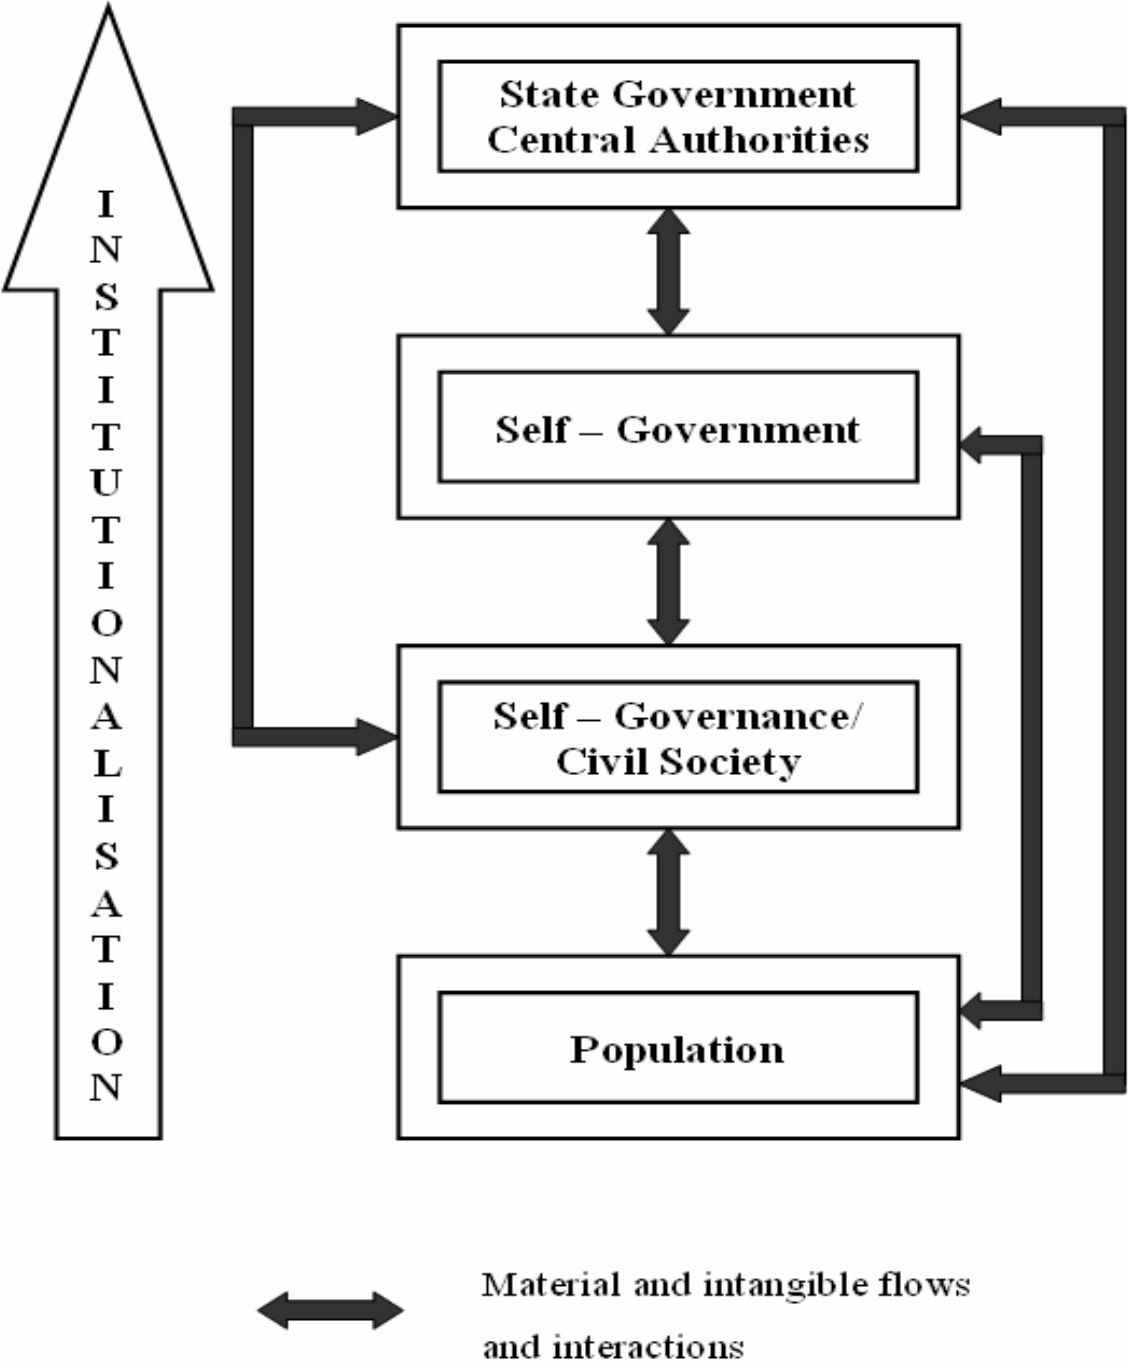 INSTITUTIONALISATION
State Government
Central Authorities
Self – Government
Self – Governance/
Civil Society
Population
Material and intangible flows
and interactions